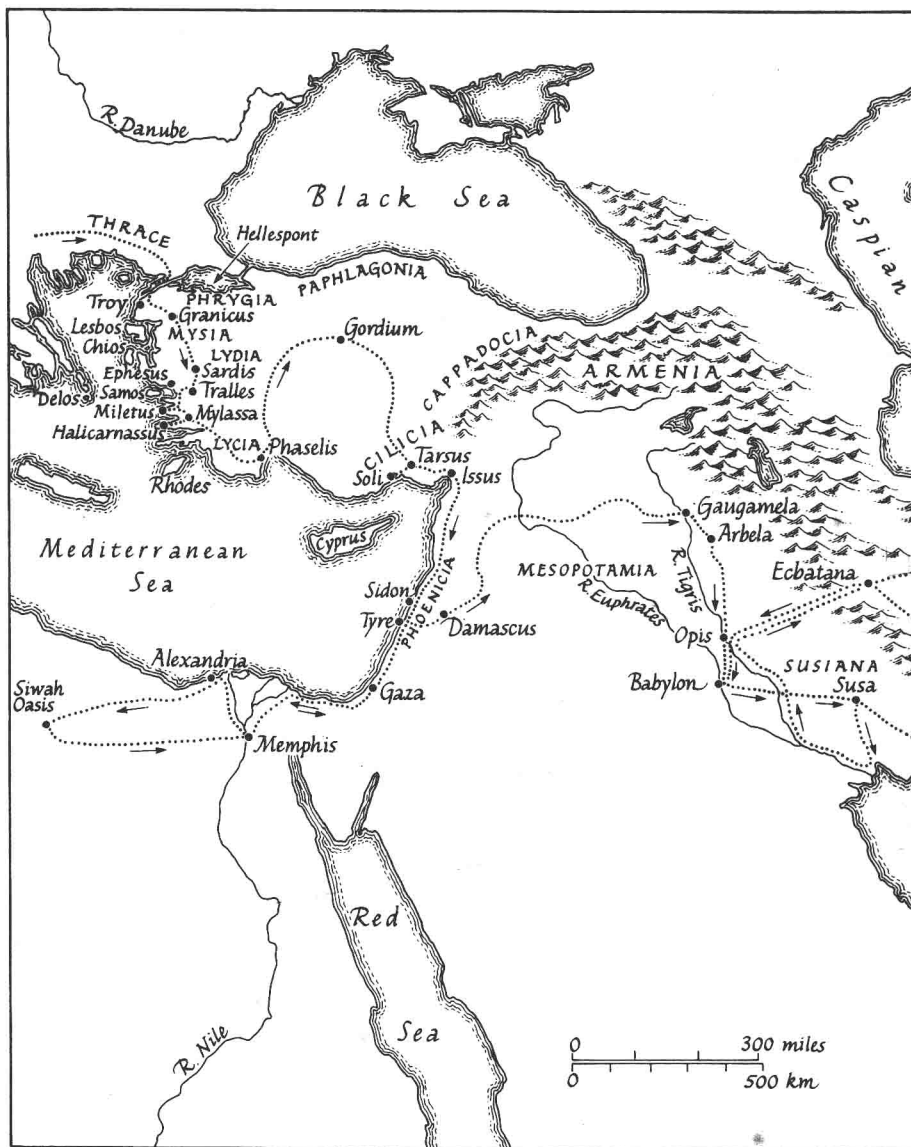 R. Danube
Black Sea
Caspian
THRACE
Hellespont
PAPHLAGONIA
PHRYGIA
Troy
Granicus
MYSIA
Lesbos
Chios
Gordium
LYDIA
Sardis
Ephesus
Tralles
Samos
Delos
Miletus
Mylassa
Halicarnassus
LYCIA
Phaselis
Rhodes
CAPPADOCIA
ARMENIA
SCILICIA
Tarsus
Soli
Issus
Gaugamela
Arbela
Cyprus
Mediterranean
Sea
MESOPOTAMIA
R. Tigris
R. Euphrates
Ecbatana
Sidon
PHOENICIA
Tyre
Damascus
Opis
Alexandria
SUSIANA
Siwah
Oasis
Gaza
Babylon
Susa
Memphis
Red
Sea
R. Nile
0 300 miles
0 500 km